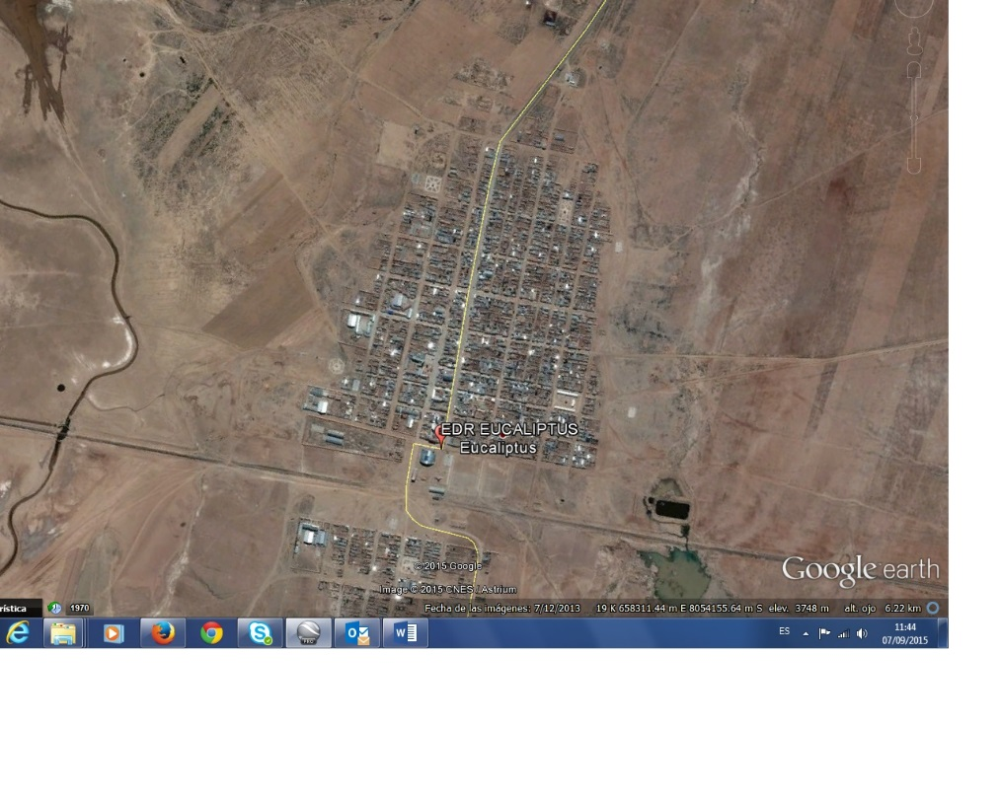 EDR EUCALIPTUS
Eucaliptus
© 2015 Google
Image © 2015 CNES / Astrium
Google earth
rística 1970 Fecha de las imágenes: 7/12/2013 19 K 658311.44 m E 8054155.64 m S elev. 3748 m alt. ojo 6.22 km
PRO
ES
11:44
07/09/2015